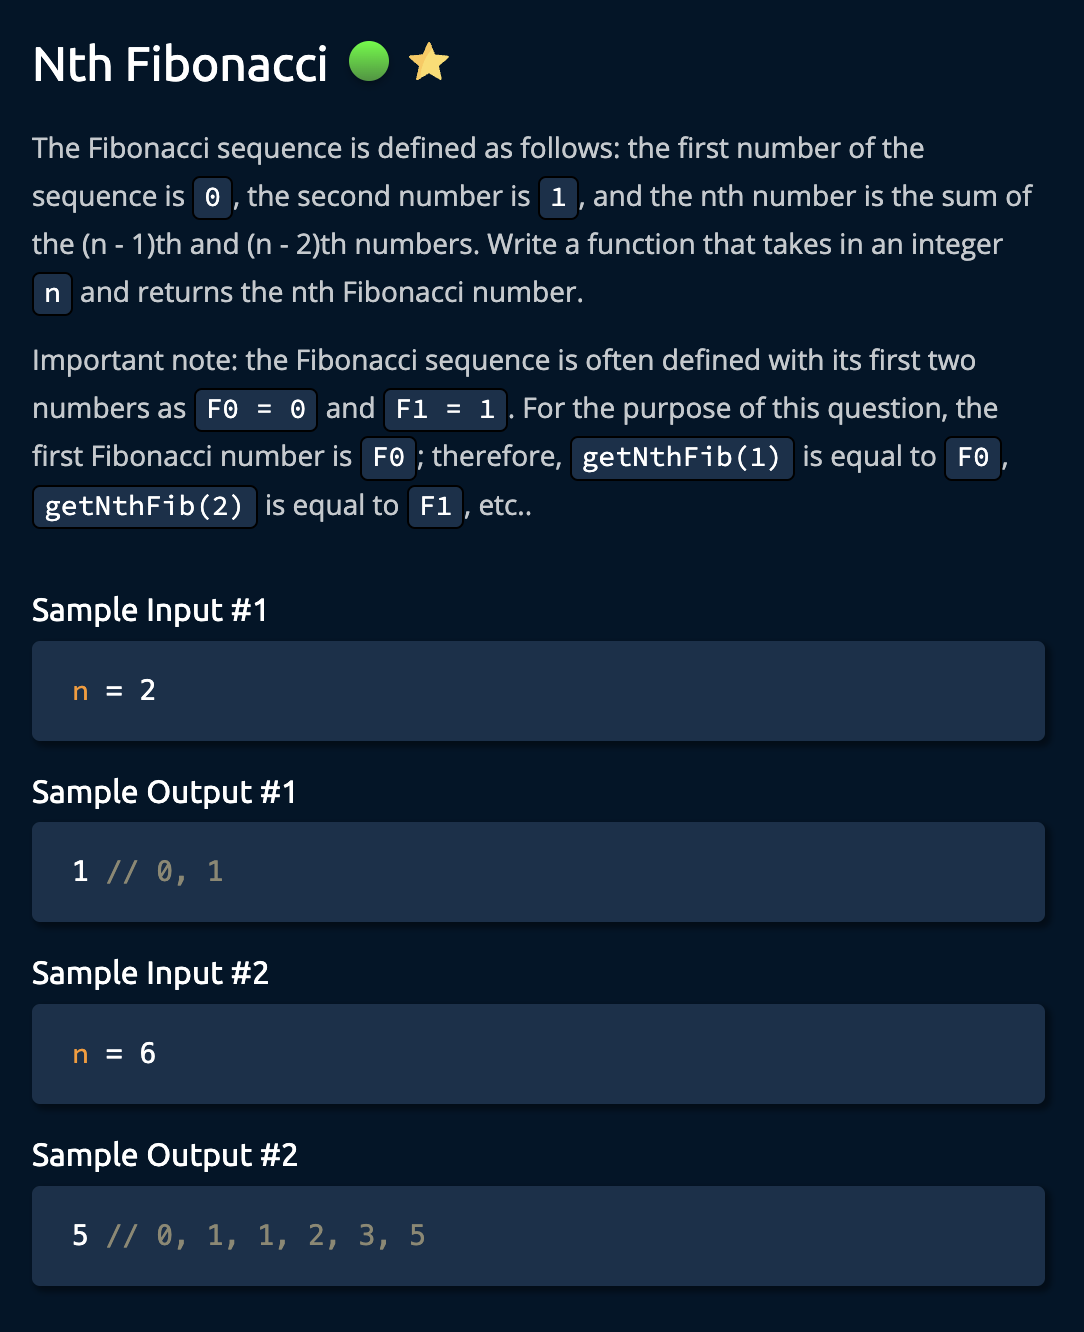 Nth Fibonacci
The Fibonacci sequence is defined as follows: the first number of the
sequence is 0, the second number is 1, and the nth number is the sum of
the (n - 1)th and (n - 2)th numbers. Write a function that takes in an integer
n and returns the nth Fibonacci number.
Important note: the Fibonacci sequence is often defined with its first two
numbers as F0 = 0 and F1 = 1. For the purpose of this question, the
first Fibonacci number is F0; therefore, getNthFib(1) is equal to F0,
getNthFib(2) is equal to F1, etc..
Sample Input #1
n = 2
Sample Output #1
1 // 0, 1
Sample Input #2
n = 6
Sample Output #2
5 // 0, 1, 1, 2, 3, 5